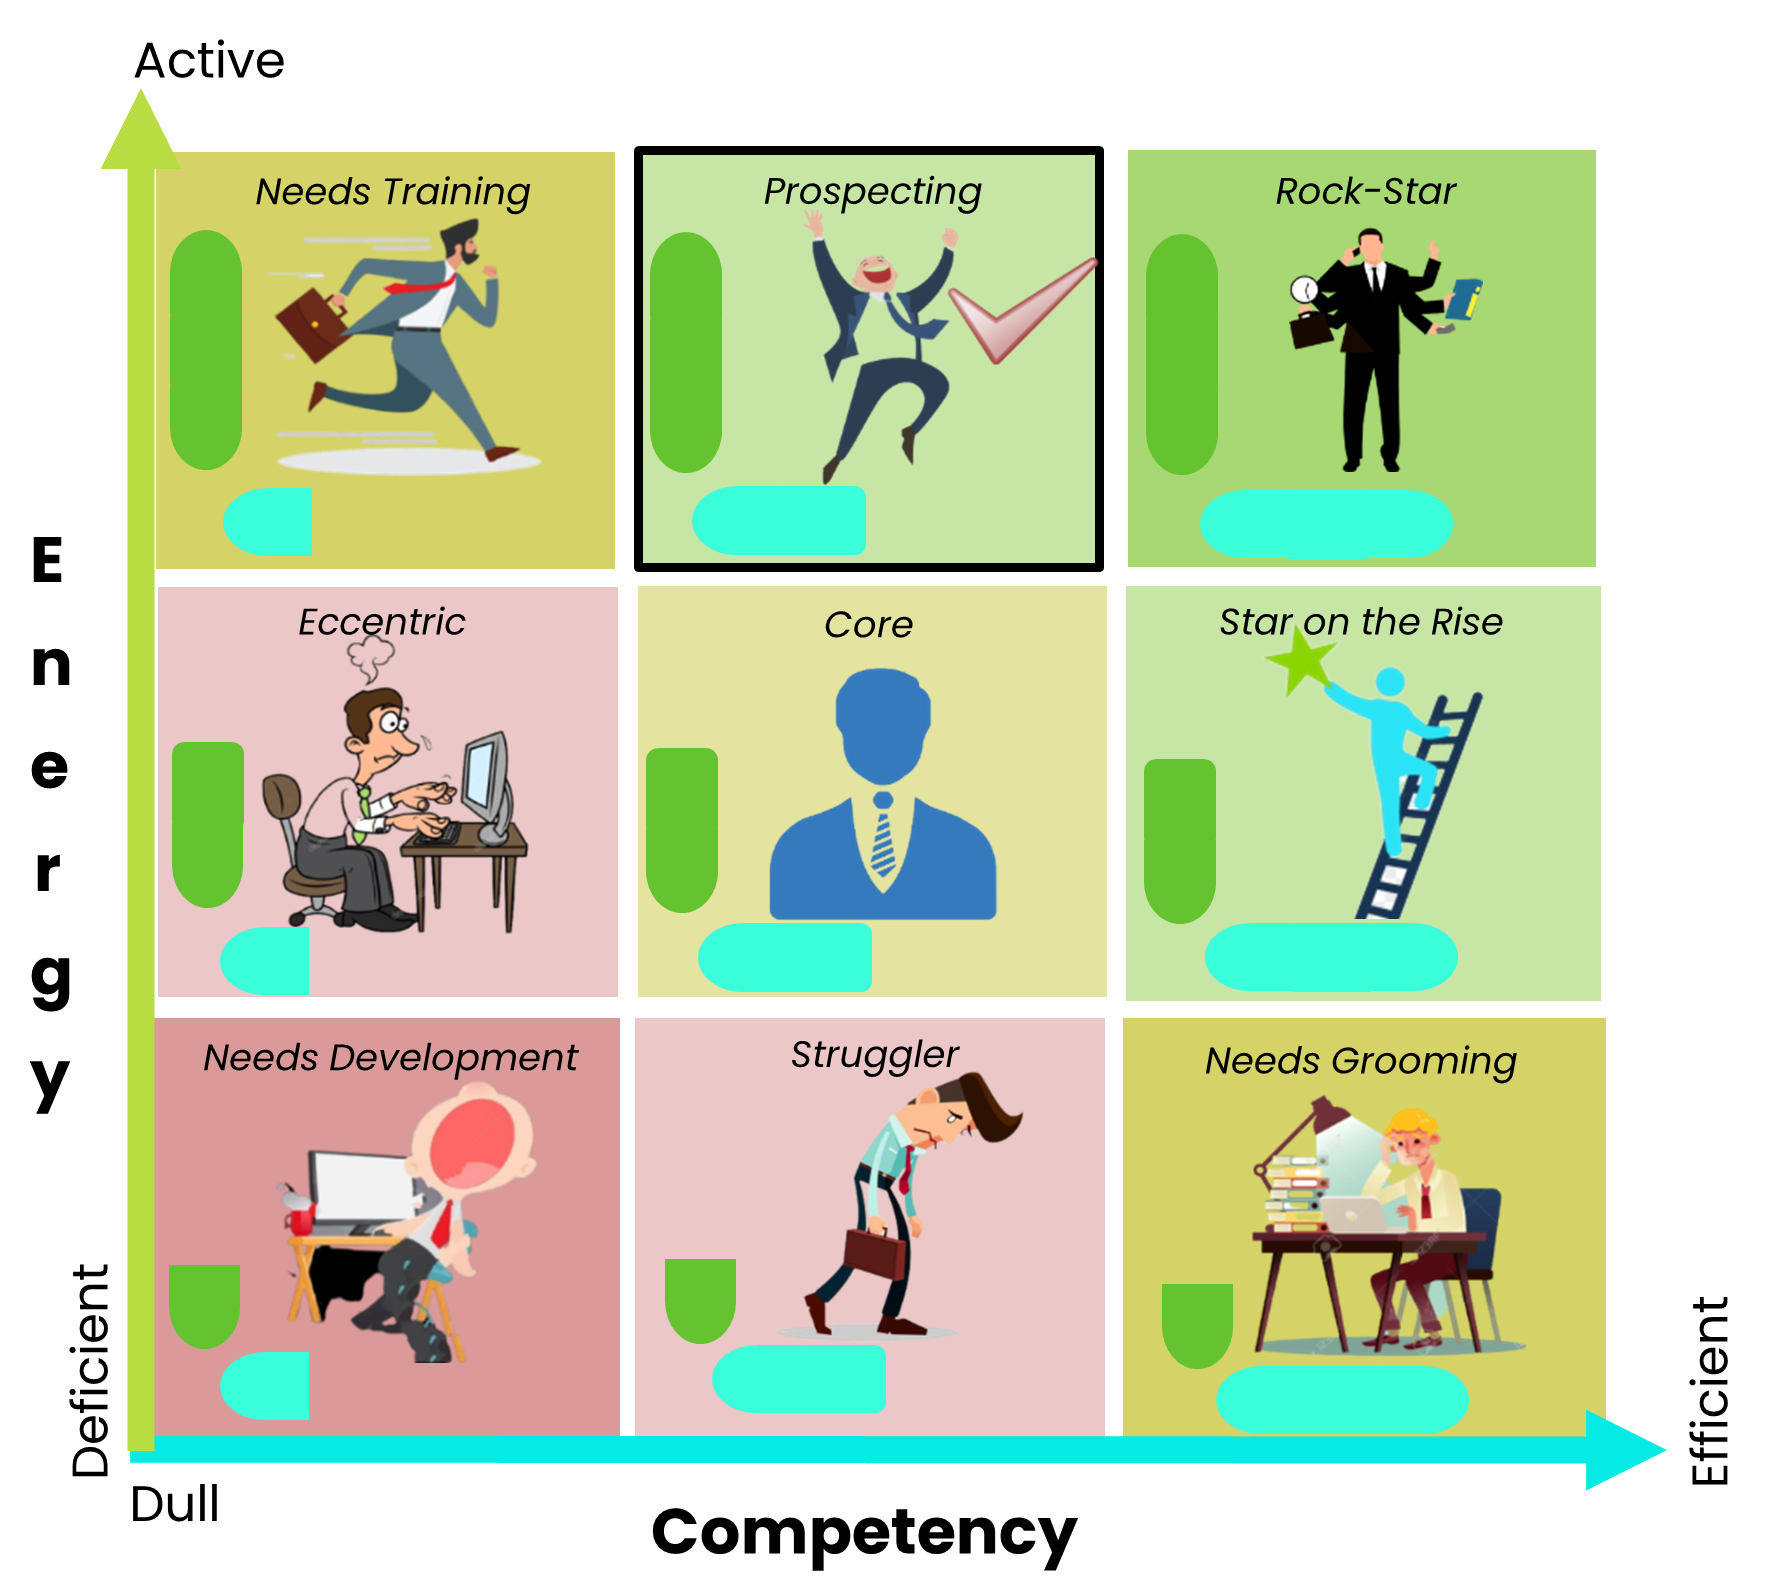 Active
Needs Training
Prospecting
Rock-Star
Energy
Eccentric
Core
Star on the Rise
Needs Development
Struggler
Needs Grooming
Deficient
Efficient
Dull
Competency